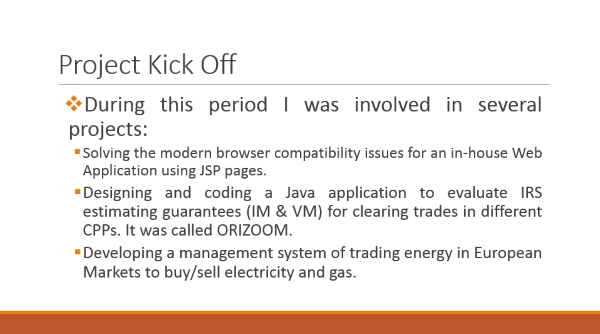 Project Kick Off
❖During this period I was involved in several
projects:
▪Solving the modern browser compatibility issues for an in-house Web
Application using JSP pages.
▪Designing and coding a Java application to evaluate IRS
estimating guarantees (IM & VM) for clearing trades in different
CPPs. It was called ORIZOOM.
▪Developing a management system of trading energy in European
Markets to buy/sell electricity and gas.